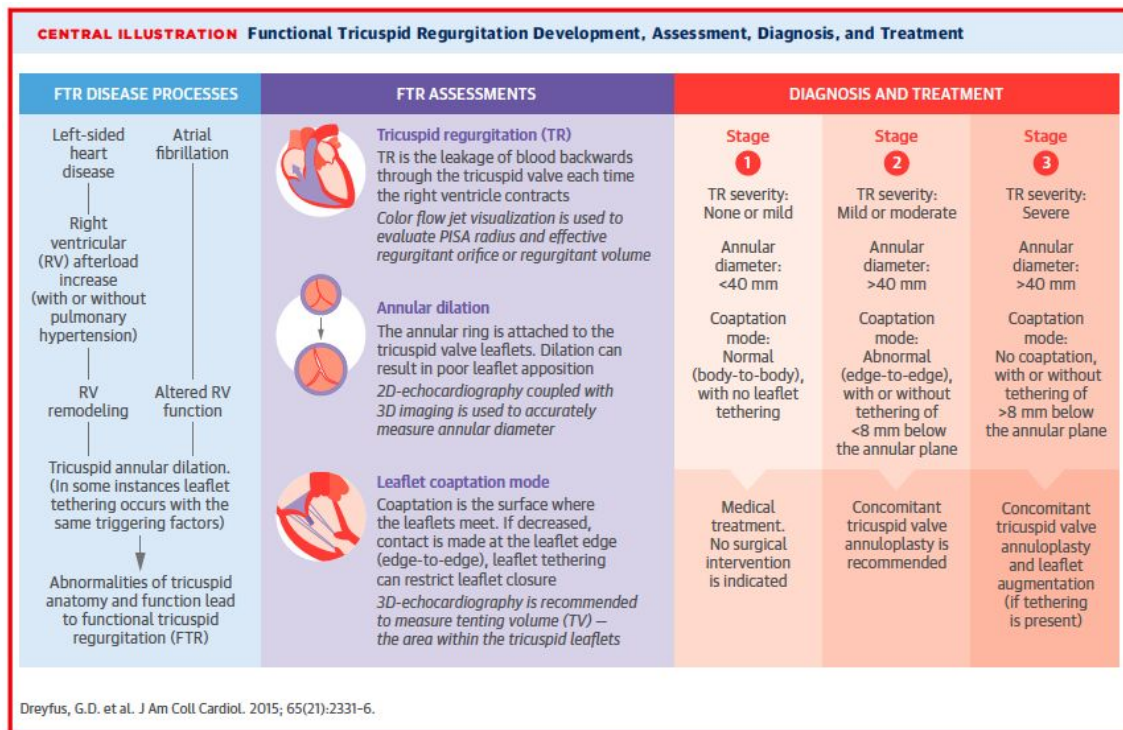 CENTRAL ILLUSTRATION Functional Tricuspid Regurgitation Development, Assessment, Diagnosis, and Treatment
FTR DISEASE PROCESSES
Left-sided
heart
disease
Atrial
fibrillation
Right
ventricular
(RV) afterload
increase
(with or without
pulmonary
hypertension)
RV
remodeling
Altered RV
function
Tricuspid annular dilation.
(In some instances leaflet
tethering occurs with the
same triggering factors)
Abnormalities of tricuspid
anatomy and function lead
to functional tricuspid
regurgitation (FTR)
FTR ASSESSMENTS
Tricuspid regurgitation (TR)
TR is the leakage of blood backwards
through the tricuspid valve each time
the right ventricle contracts
Color flow jet visualization is used to
evaluate PISA radius and effective
regurgitant orifice or regurgitant volume
Annular dilation
The annular ring is attached to the
tricuspid valve leaflets. Dilation can
result in poor leaflet apposition
2D-echocardiography coupled with
3D imaging is used to accurately
measure annular diameter
Leaflet coaptation mode
Coaptation is the surface where
the leaflets meet. If decreased,
contact is made at the leaflet edge
(edge-to-edge), leaflet tethering
can restrict leaflet closure
3D-echocardiography is recommended
to measure tenting volume (TV) —
the area within the tricuspid leaflets
DIAGNOSIS AND TREATMENT
Stage
1
TR severity:
None or mild
Annular
diameter:
<40 mm
Coaptation
mode:
Normal
(body-to-body),
with no leaflet
tethering
Medical
treatment.
No surgical
intervention
is indicated
Stage
2
TR severity:
Mild or moderate
Annular
diameter:
>40 mm
Coaptation
mode:
Abnormal
(edge-to-edge),
with or without
tethering of
<8 mm below
the annular plane
Concomitant
tricuspid valve
annuloplasty is
recommended
Stage
3
TR severity:
Severe
Annular
diameter:
>40 mm
Coaptation
mode:
No coaptation,
with or without
tethering of
>8 mm below
the annular plane
Concomitant
tricuspid valve
annuloplasty
and leaflet
augmentation
(if tethering
is present)
Dreyfus, G.D. et al. J Am Coll Cardiol. 2015; 65(21):2331–6.